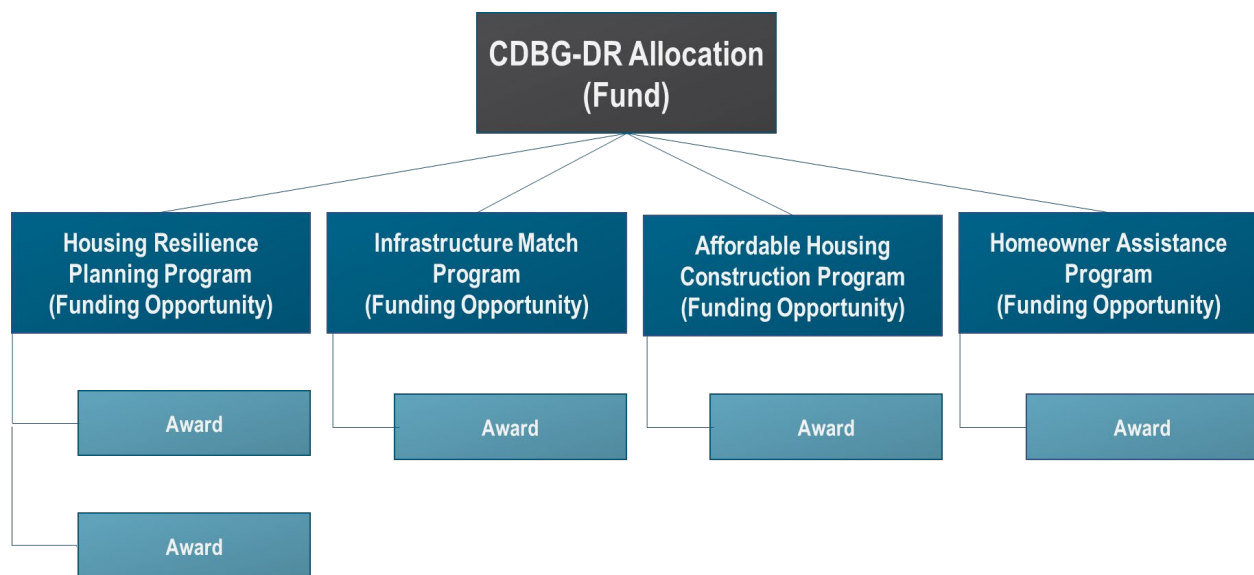 CDBG-DR Allocation
(Fund)
Housing Resilience
Planning Program
(Funding Opportunity)
Infrastructure Match
Program
(Funding Opportunity)
Affordable Housing
Construction Program
(Funding Opportunity)
Homeowner Assistance
Program
(Funding Opportunity)
Award
Award
Award
Award
Award